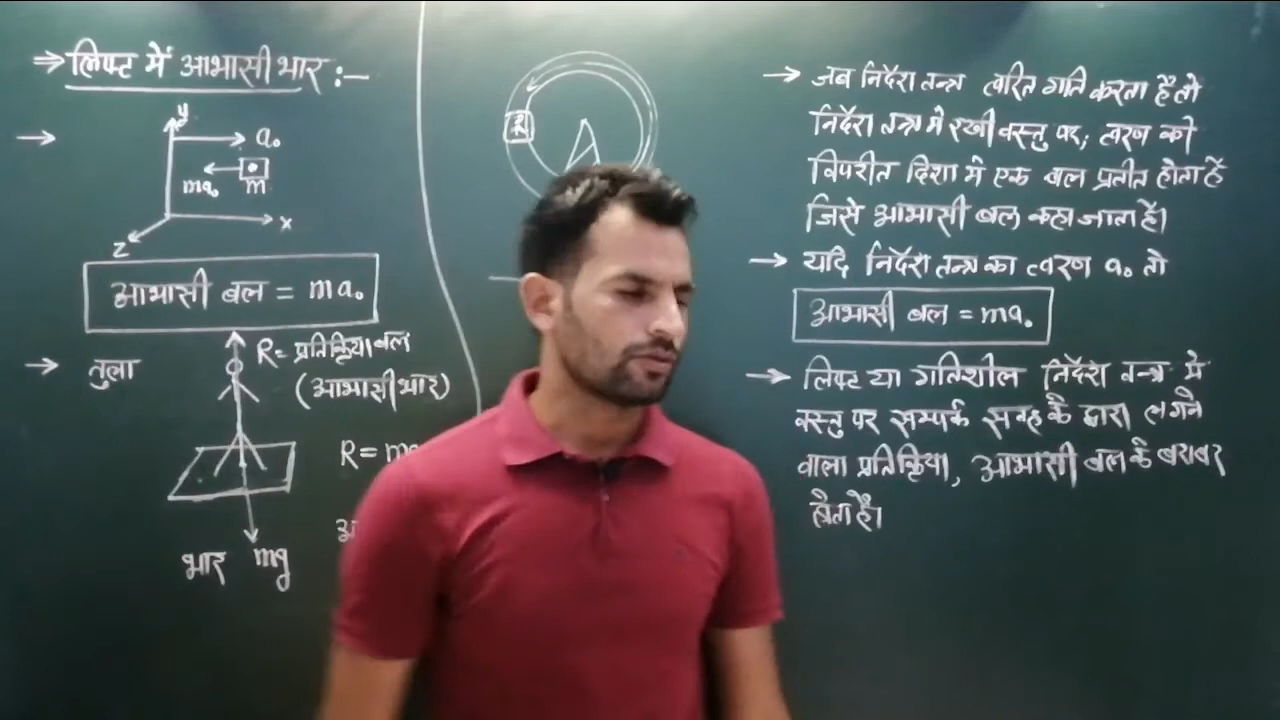 ⇒ लिफ्ट में आभासी भार :—
y
→ a₀
ma₀ m
x
z
आभासी बल = ma₀
→ तुला
R = प्रतिक्रिया बल
(आभासी भार)
R = m
भार mg
→ जब निर्देश तन्त्र त्वरित गति करता है तो
निर्देश तन्त्र में रखी वस्तु पर, त्वरण की
विपरीत दिशा में एक बल प्रतीत होता है
जिसे आभासी बल कहा जाता है।
→ यदि निर्देश तन्त्र का त्वरण a₀ तो
आभासी बल = ma₀
→ लिफ्ट या गतिशील निर्देश तन्त्र में
वस्तु पर सम्पर्क सतह के द्वारा लगने
वाला प्रतिक्रिया, आभासी बल के बराबर
होता है।